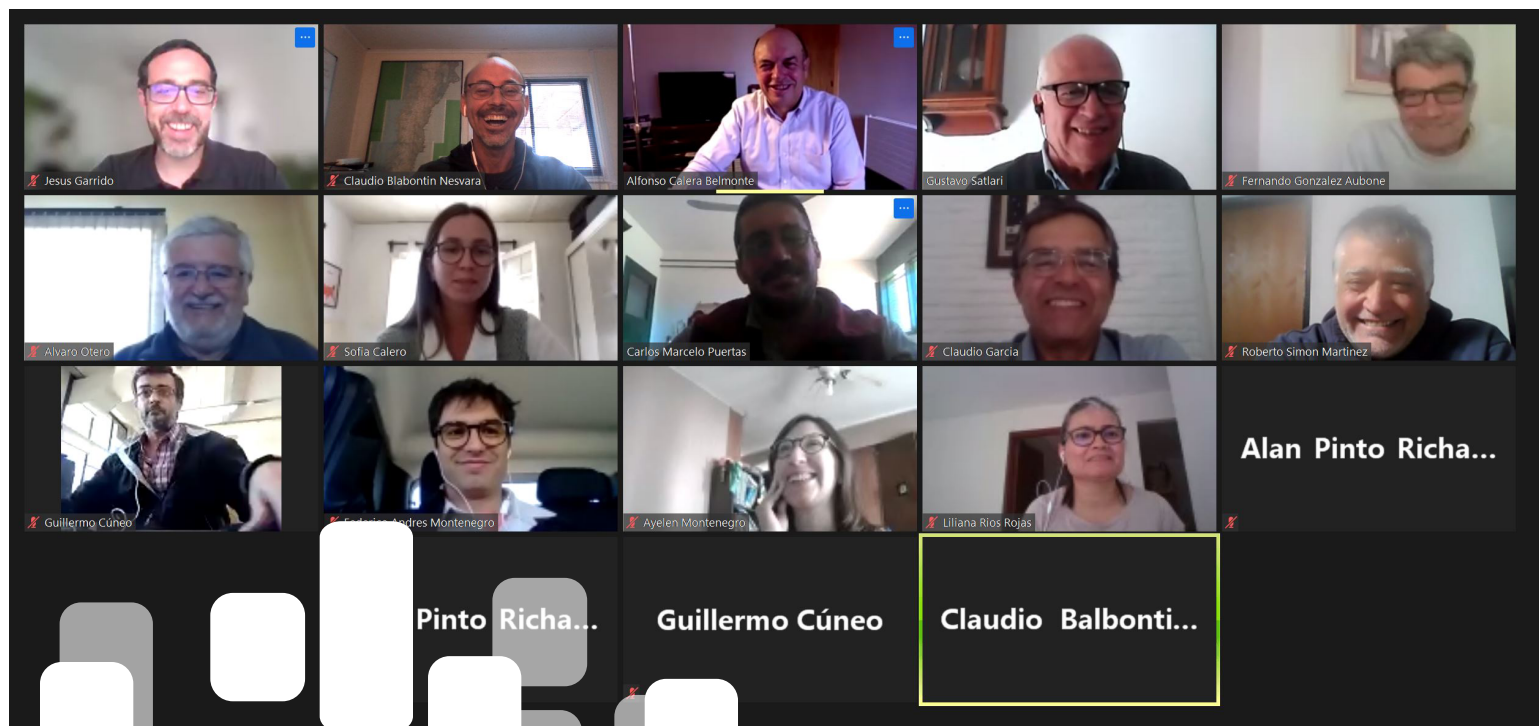 Jesus Garrido
Claudio Blabontin Nesvara
Alfonso Calera Belmonte
Gustavo Satlari
Fernando Gonzalez Aubone
Alvaro Otero
Sofia Calero
Carlos Marcelo Puertas
Claudio Garcia
Roberto Simon Martinez
Guillermo Cúneo
Andres Montenegro
Ayelen Montenegro
Liliana Rios Rojas
Alan Pinto Richa...
Pinto Richa...
Guillermo Cúneo
Claudio Balbonti...